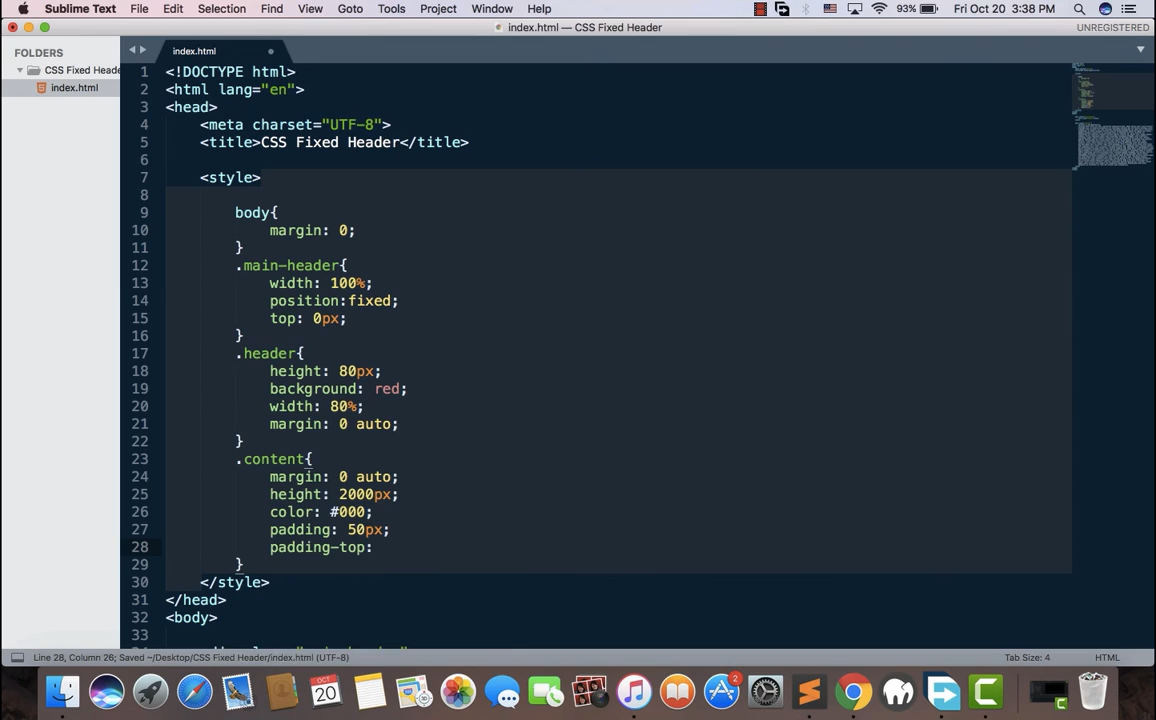 Sublime Text File Edit Selection Find View Goto Tools Project Window Help 93% Fri Oct 20 3:38 PM
index.html — CSS Fixed Header UNREGISTERED
FOLDERS
CSS Fixed Heade
index.html
index.html
1 <!DOCTYPE html>
2 <html lang="en">
3 <head>
4 <meta charset="UTF-8">
5 <title>CSS Fixed Header</title>
6
7 <style>
8
9 body{
10 margin: 0;
11 }
12 .main-header{
13 width: 100%;
14 position:fixed;
15 top: 0px;
16 }
17 .header{
18 height: 80px;
19 background: red;
20 width: 80%;
21 margin: 0 auto;
22 }
23 .content{
24 margin: 0 auto;
25 height: 2000px;
26 color: #000;
27 padding: 50px;
28 padding-top:
29 }
30 </style>
31 </head>
32 <body>
33
Line 28, Column 26; Saved ~/Desktop/CSS Fixed Header/index.html (UTF-8) Tab Size: 4 HTML
OCT
20
2